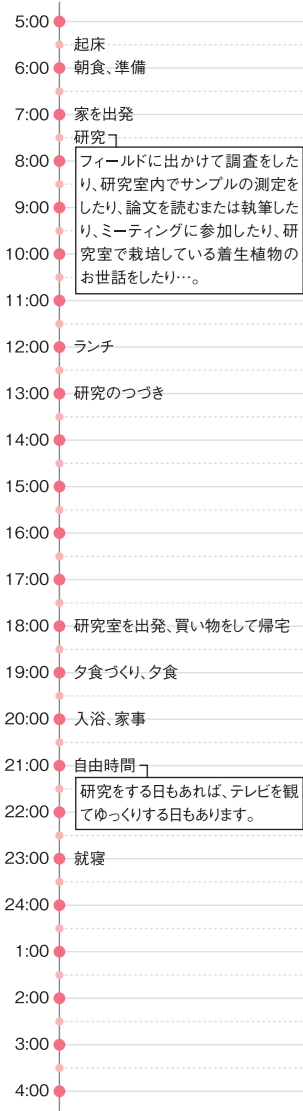 5:00
起床
6:00 朝食、準備
7:00 家を出発
研究
8:00
フィールドに出かけて調査をした
り、研究室内でサンプルの測定を
9:00
したり、論文を読むまたは執筆した
り、ミーティングに参加したり、研
10:00
究室で栽培している着生植物の
お世話をしたり…。
11:00
12:00 ランチ
13:00 研究のつづき
14:00
15:00
16:00
17:00
18:00 研究室を出発、買い物をして帰宅
19:00 夕食づくり、夕食
20:00 入浴、家事
21:00 自由時間
研究をする日もあれば、テレビを観
22:00
てゆっくりする日もあります。
23:00 就寝
24:00
1:00
2:00
3:00
4:00